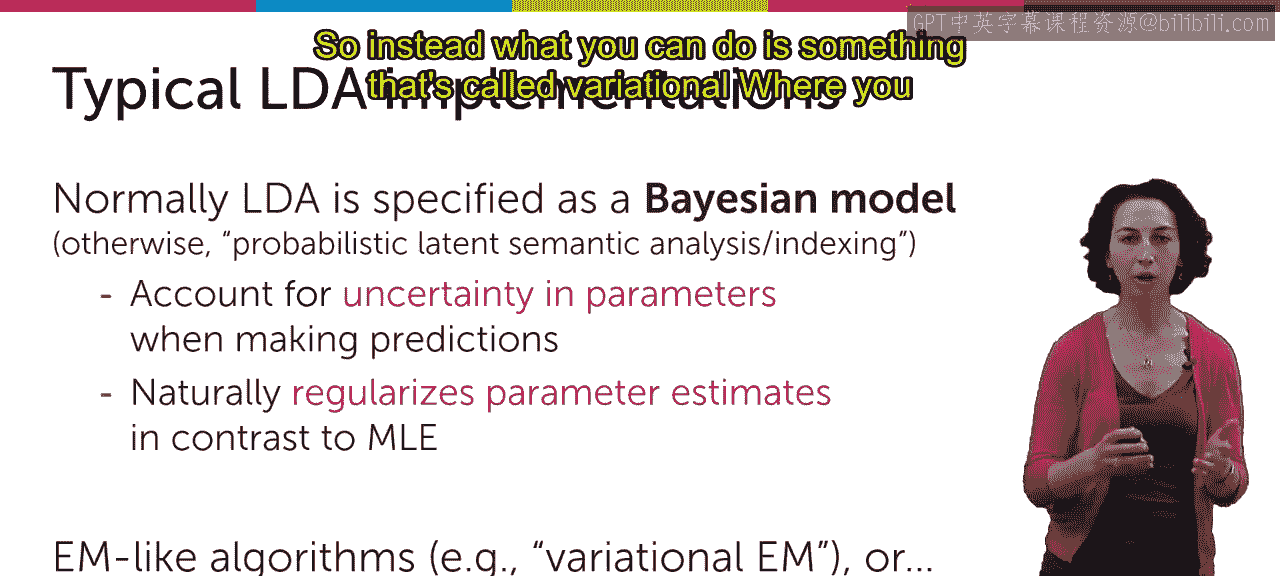 GPT中英字幕课程资源@bilibili.com
So instead what you can do is something
that's called variational Where you
Typical LDA implementations
Normally LDA is specified as a Bayesian model
(otherwise, “probabilistic latent semantic analysis/indexing”)
- Account for uncertainty in parameters
when making predictions
- Naturally regularizes parameter estimates
in contrast to MLE
EM-like algorithms (e.g., “variational EM”), or...